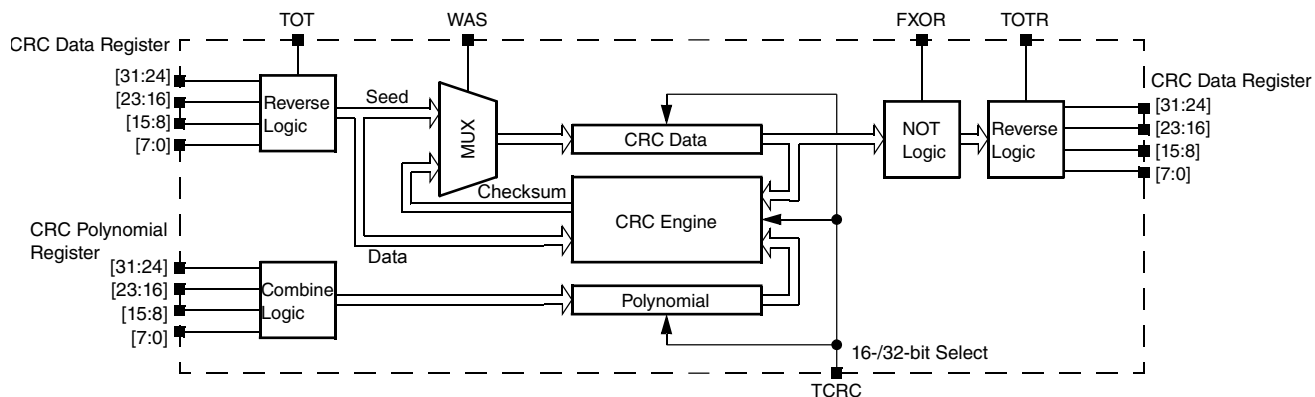 TOT
WAS
FXOR
TOTR
CRC Data Register
[31:24]
[23:16]
[15:8]
[7:0]
Reverse
Logic
Seed
MUX
CRC Data
NOT
Logic
Reverse
Logic
CRC Data Register
[31:24]
[23:16]
[15:8]
[7:0]
Checksum
CRC Engine
Data
CRC Polynomial
Register
[31:24]
[23:16]
[15:8]
[7:0]
Combine
Logic
Polynomial
16-/32-bit Select
TCRC